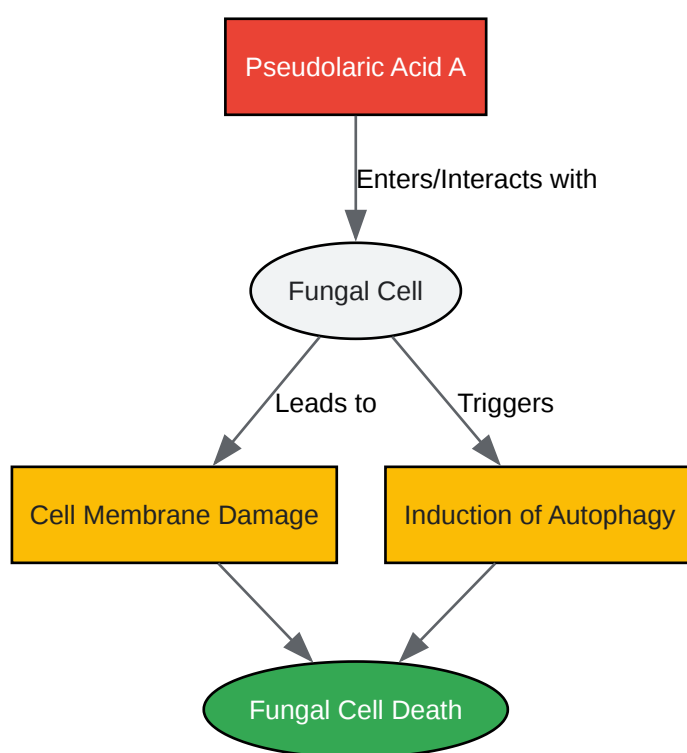 Pseudolaric Acid A
Enters/Interacts with
Fungal Cell
Leads to
Triggers
Cell Membrane Damage
Induction of Autophagy
Fungal Cell Death